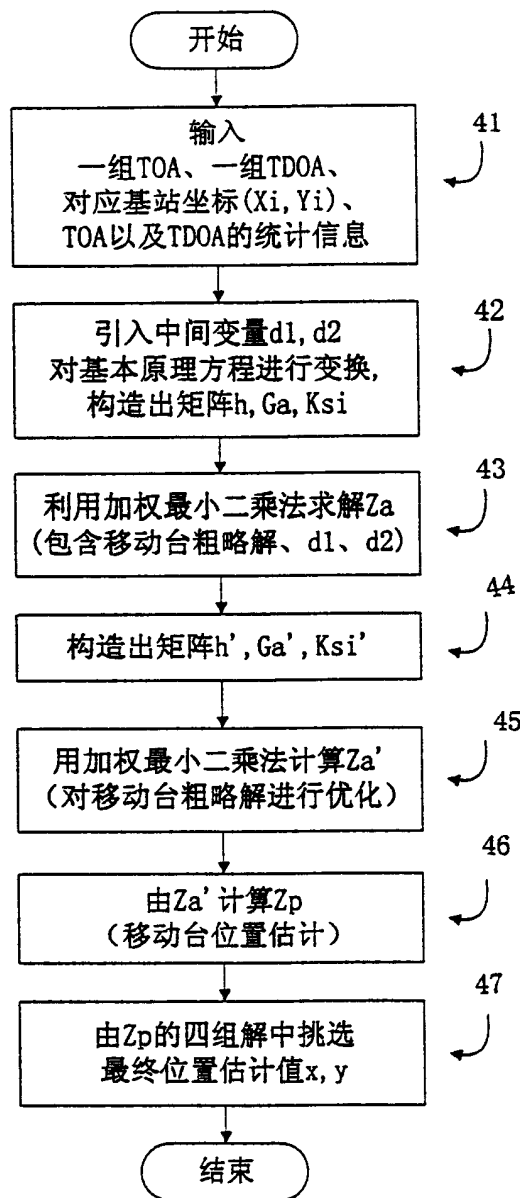 开始
输入
一组TOA、一组TDOA、
对应基站坐标(Xi,Yi)、
TOA以及TDOA的统计信息
41
引入中间变量d1,d2
对基本原理方程进行变换,
构造出矩阵h,Ga,Ksi
42
利用加权最小二乘法求解Za
(包含移动台粗略解、d1、d2)
43
构造出矩阵h',Ga',Ksi'
44
用加权最小二乘法计算Za'
（对移动台粗略解进行优化）
45
由Za'计算Zp
（移动台位置估计）
46
由Zp的四组解中挑选
最终位置估计值x,y
47
结束